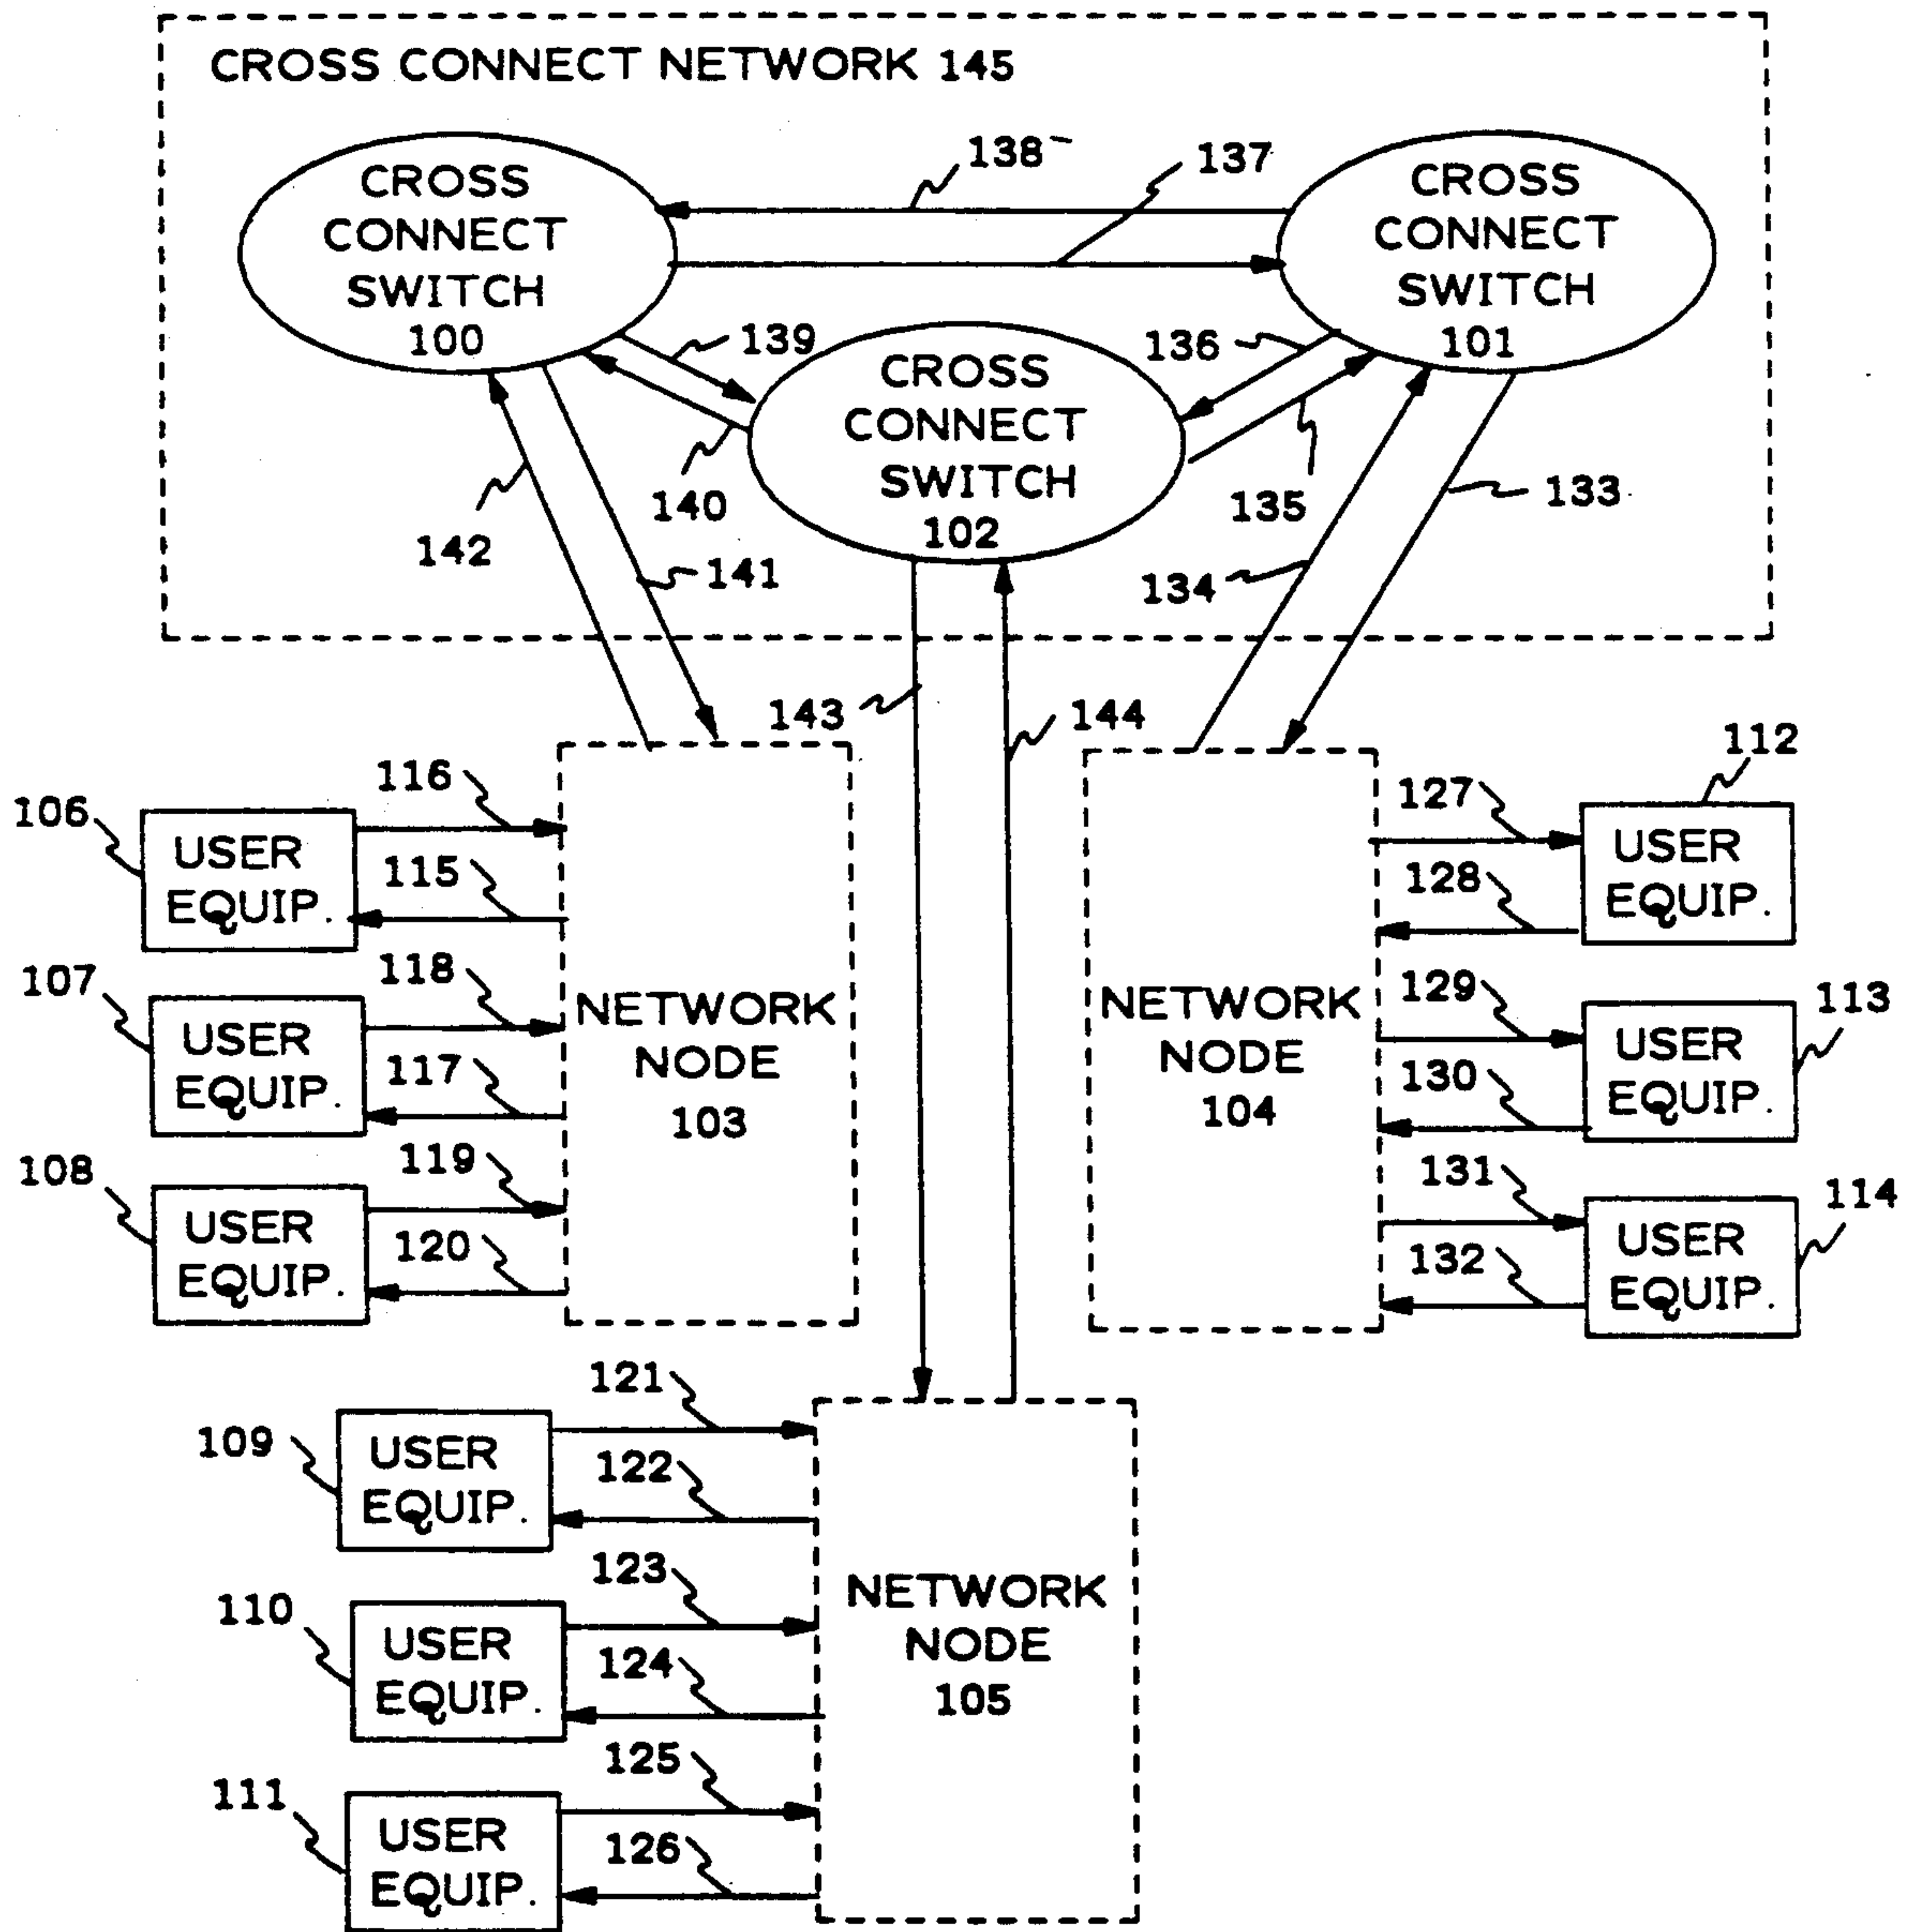 CROSS CONNECT NETWORK 145
138
137
CROSS
CONNECT
SWITCH
100
CROSS
CONNECT
SWITCH
101
139
136
CROSS
CONNECT
SWITCH
102
142
140
141
135
133
134
143
144
112
106
116
USER
EQUIP.
115
127
USER
EQUIP.
128
107
118
USER
EQUIP.
117
NETWORK
NODE
103
NETWORK
NODE
104
129
113
USER
EQUIP.
130
108
119
USER
EQUIP.
120
131
114
USER
EQUIP.
132
109
121
USER
EQUIP.
122
110
123
USER
EQUIP.
124
NETWORK
NODE
105
111
125
USER
EQUIP.
126